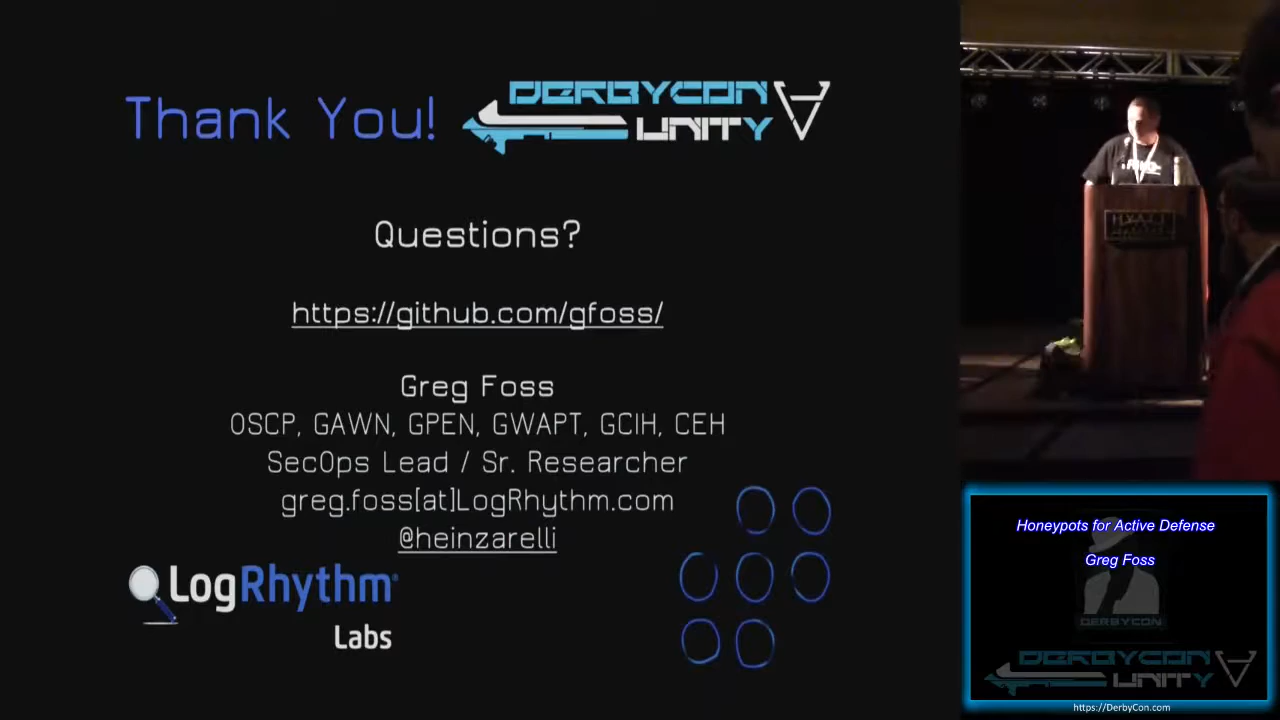 Thank You!
DERBYCON
UNITY
Questions?
https://github.com/gfoss/
Greg Foss
OSCP, GAWN, GPEN, GWAPT, GCIH, CEH
SecOps Lead / Sr. Researcher
greg.foss[at]LogRhythm.com
@heinzarelli
LogRhythm
Labs
HYATT
Honeypots for Active Defense
Greg Foss
DERBYCON
DERBYCON
UNITY
https://DerbyCon.com